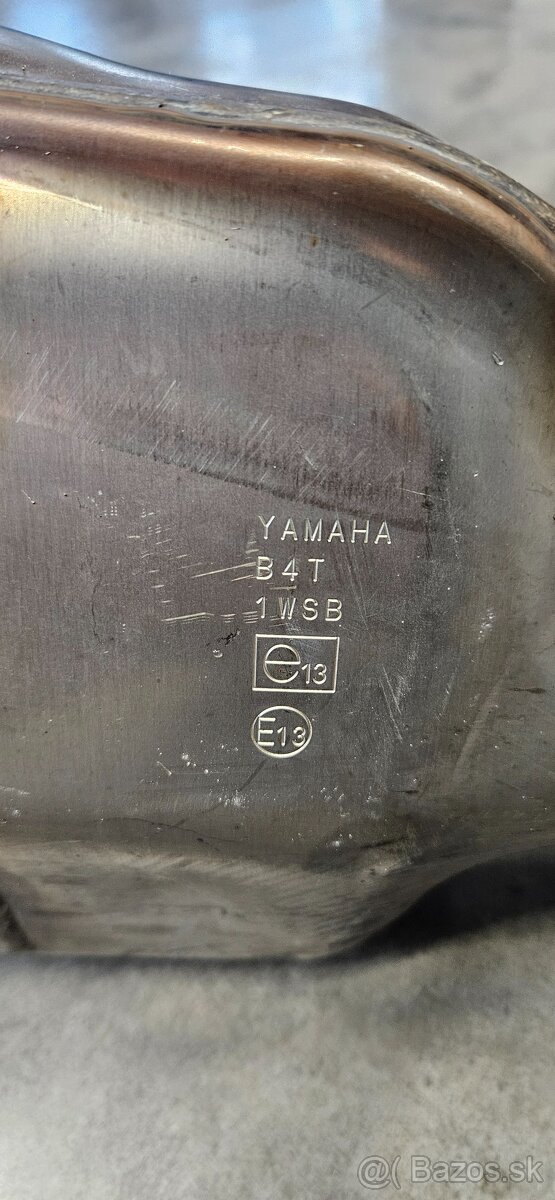 YAMAHA
B4T
1WSB
e13
E13
@( Bazos.sk